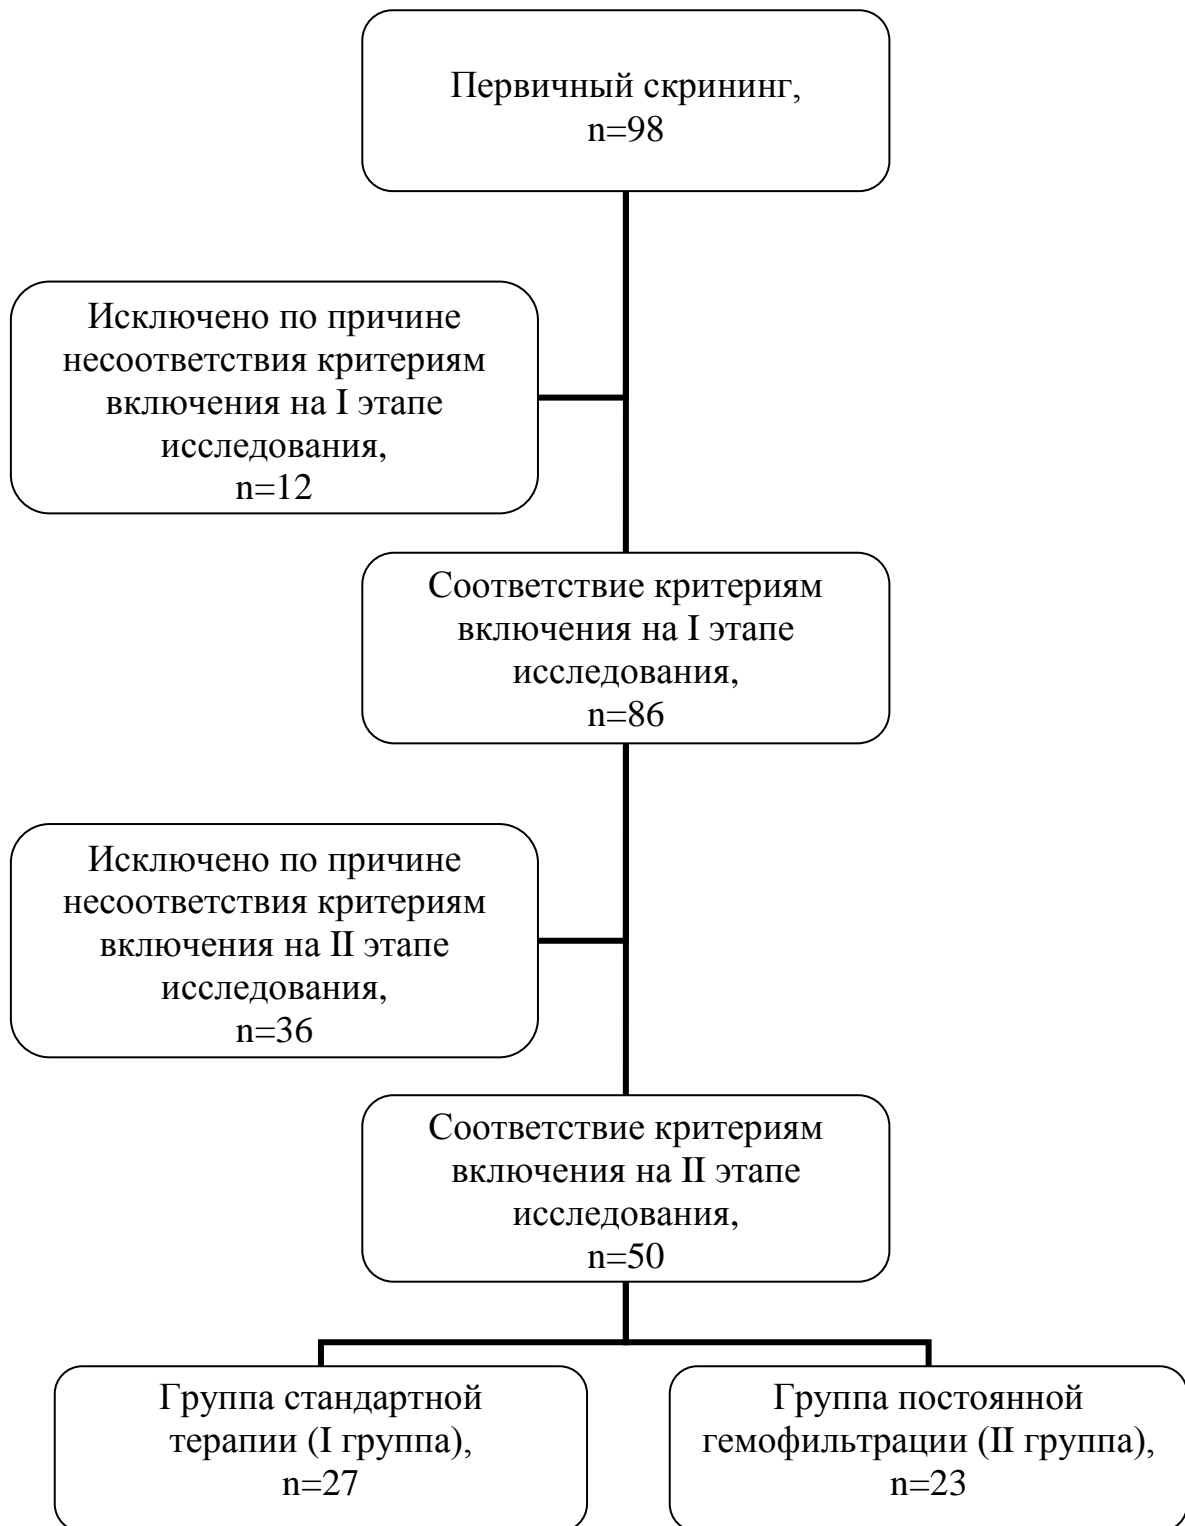 Первичный скрининг,
n=98
Исключено по причине
несоответствия критериям
включения на I этапе
исследования,
n=12
Соответствие критериям
включения на I этапе
исследования,
n=86
Исключено по причине
несоответствия критериям
включения на II этапе
исследования,
n=36
Соответствие критериям
включения на II этапе
исследования,
n=50
Группа стандартной
терапии (I группа),
n=27
Группа постоянной
гемофильтрации (II группа),
n=23